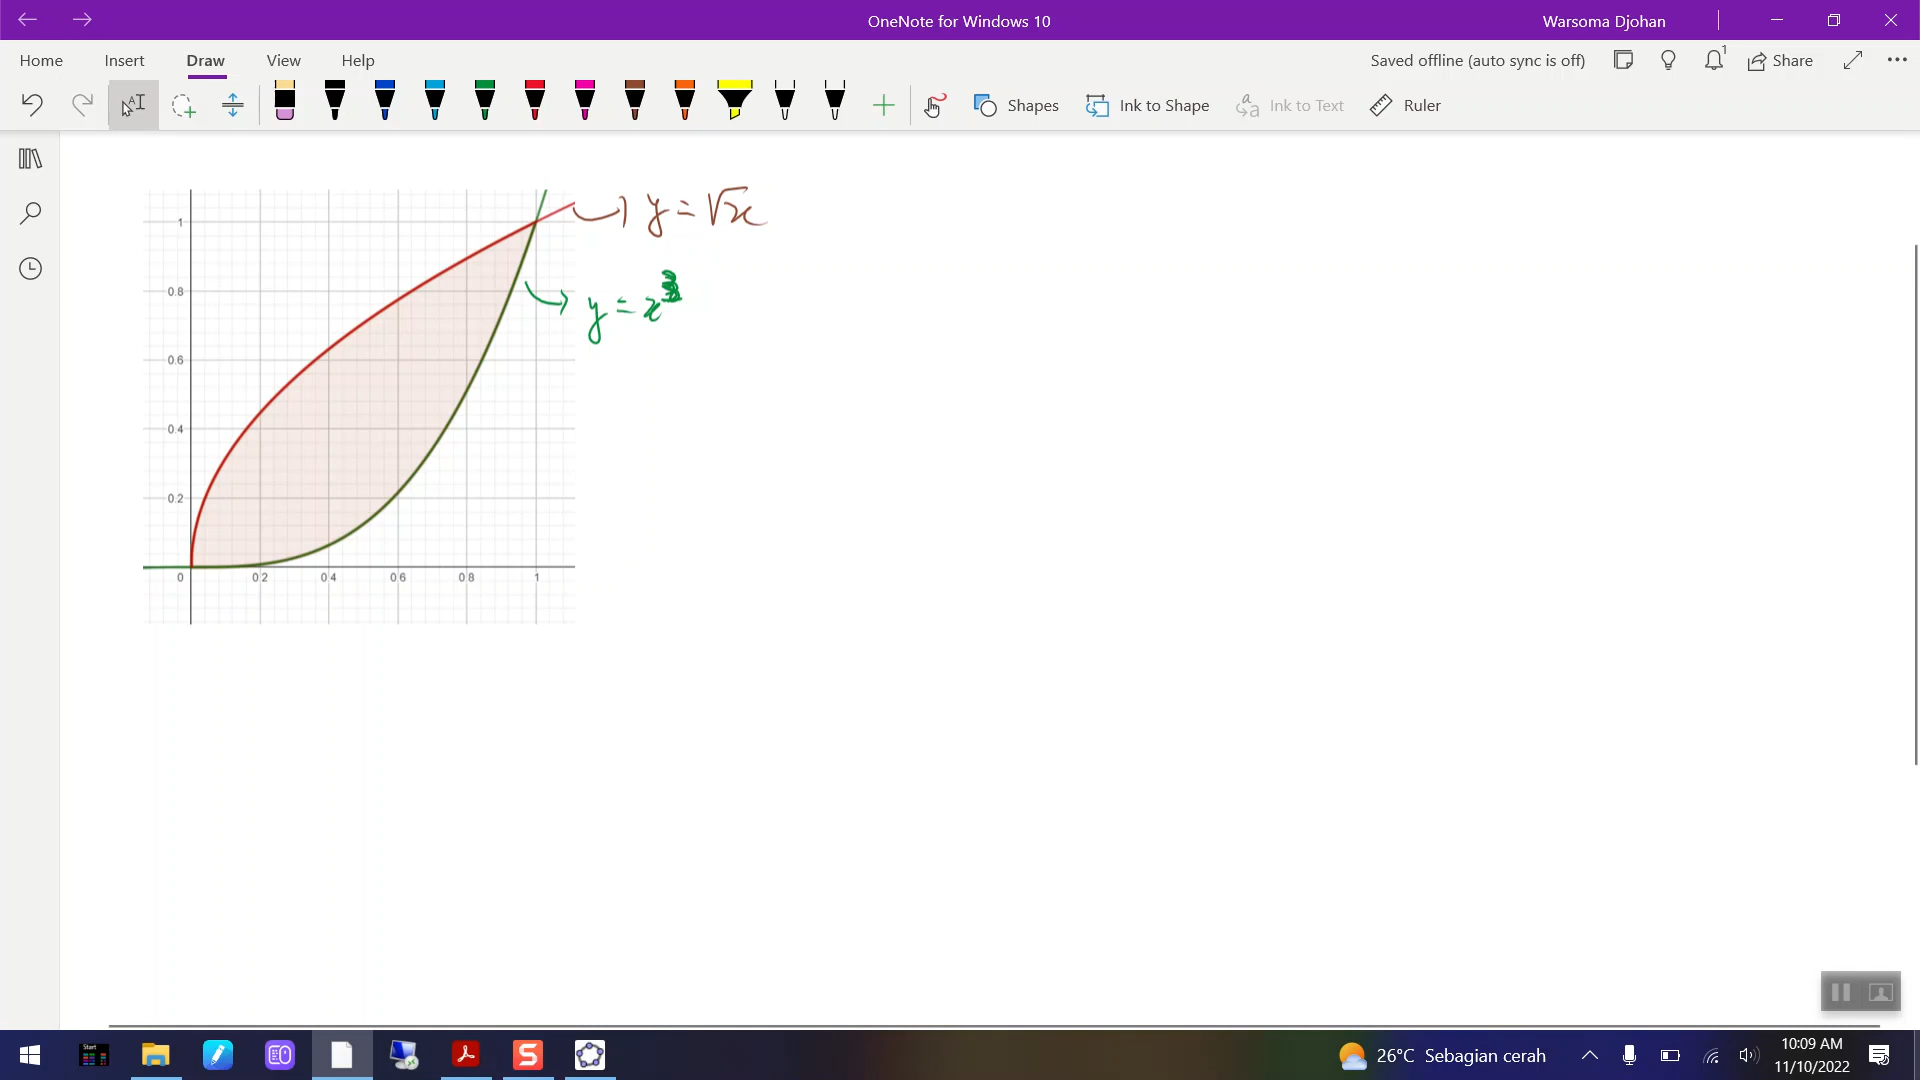 OneNote for Windows 10
Warsoma Djohan
Home Insert Draw View Help
Saved offline (auto sync is off)
1
Share
Shapes
Ink to Shape
Ink to Text
Ruler
1
0.8
0.6
0.4
0.2
0 0.2 0.4 0.6 0.8 1
y = √x
y = x³
Start
26°C Sebagian cerah
10:09 AM
11/10/2022